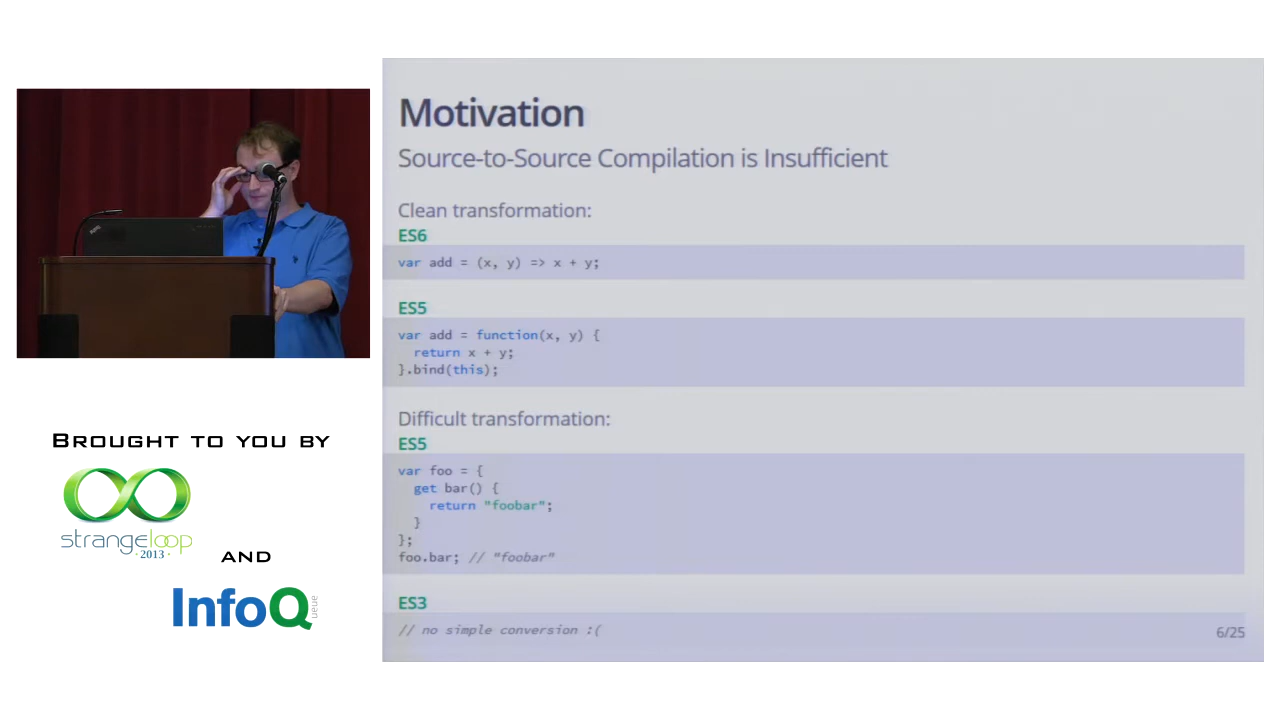 Motivation
Source-to-Source Compilation is Insufficient
Clean transformation:
ES6
var add = (x, y) => x + y;
ES5
var add = function(x, y) {
return x + y;
}.bind(this);
Difficult transformation:
ES5
var foo = {
get bar() {
return "foobar";
}
};
foo.bar; // "foobar"
ES3
// no simple conversion :(
6/25
BROUGHT TO YOU BY
strangeloop
· 2013 ·
AND
InfoQ
ueue